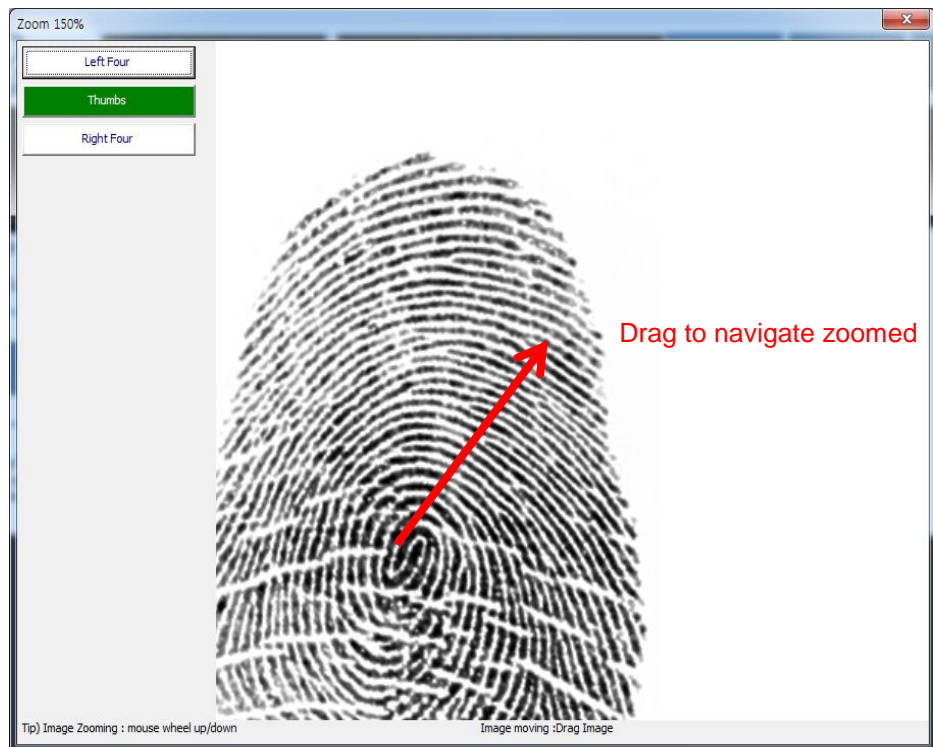 Zoom 150%
Left Four
Thumbs
Right Four
Drag to navigate zoomed
Tip) Image Zooming : mouse wheel up/down
Image moving :Drag Image